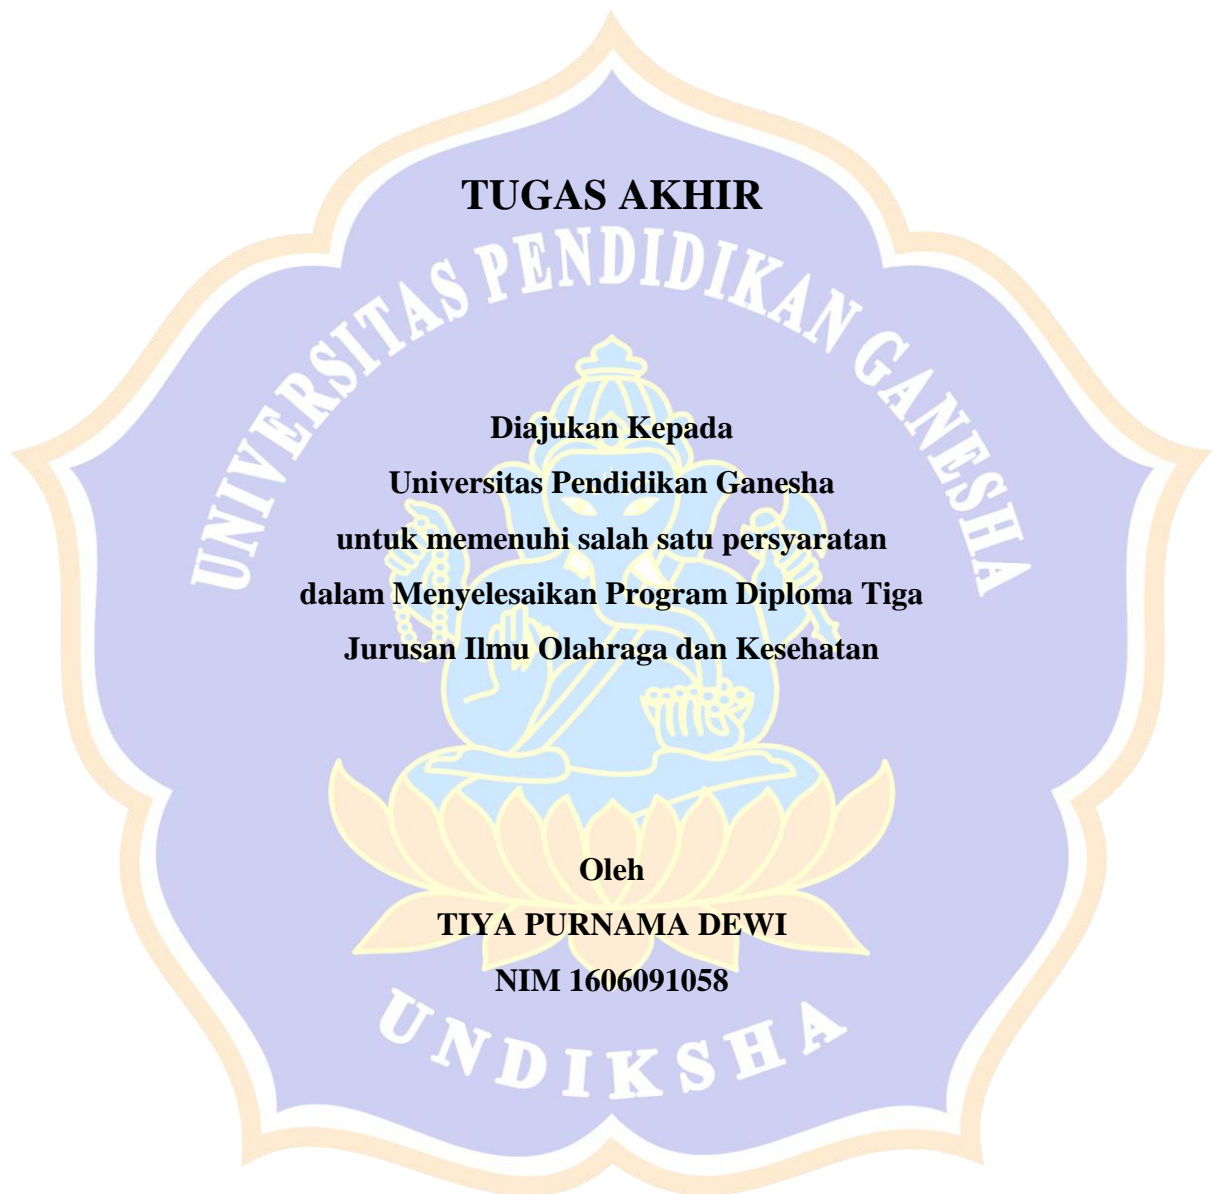 TUGAS AKHIR
UNIVERSITAS PENDIDIKAN GANESHA
Diajukan Kepada
Universitas Pendidikan Ganesha
untuk memenuhi salah satu persyaratan
dalam Menyelesaikan Program Diploma Tiga
Jurusan Ilmu Olahraga dan Kesehatan
Oleh
TIYA PURNAMA DEWI
NIM 1606091058
UNDIKSHA